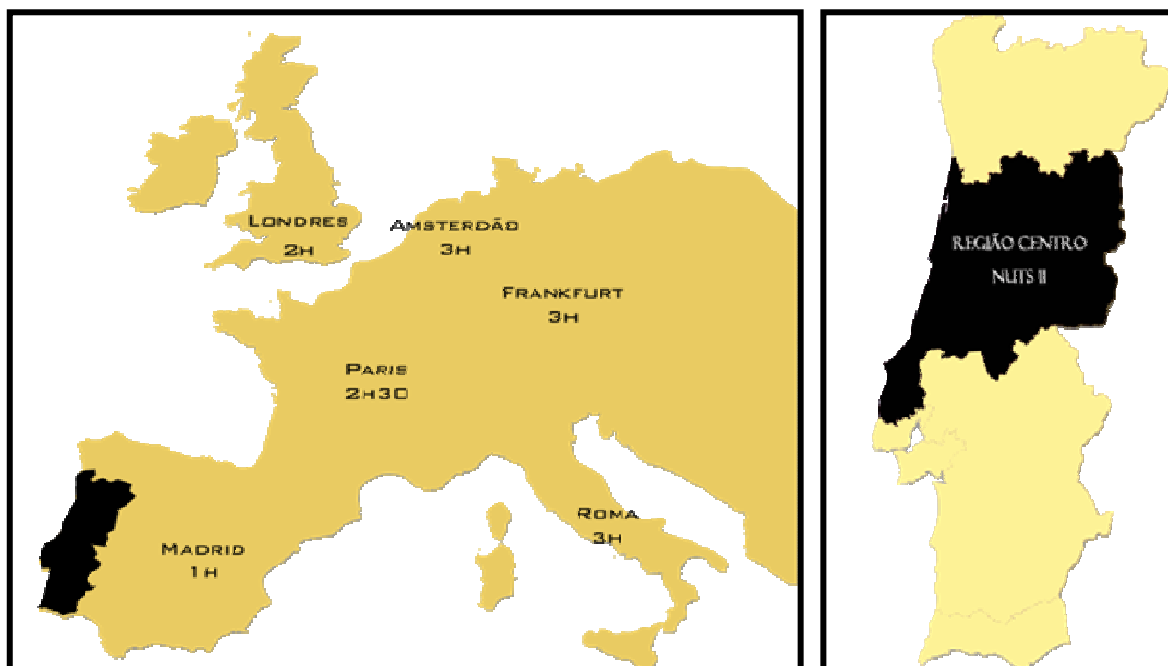 LONDRES
2H
AMSTERDÃO
3H
FRANKFURT
3H
PARIS
2H30
ROMA
3H
MADRID
1H
REGIÃO CENTRO
NUTS II